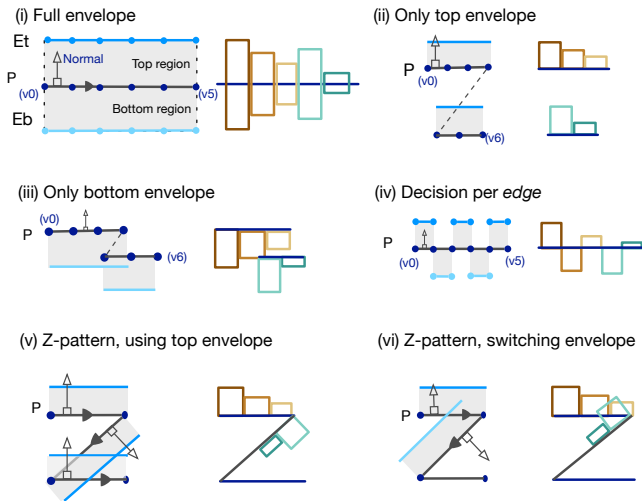 (i) Full envelope
Et
Normal
Top region
P
(v0)
(v5)
Bottom region
Eb
(ii) Only top envelope
P
(v0)
(v6)
(iii) Only bottom envelope
(v0)
P
(v6)
(iv) Decision per edge
P
(v0)
(v5)
(v) Z-pattern, using top envelope
P
(vi) Z-pattern, switching envelope
P